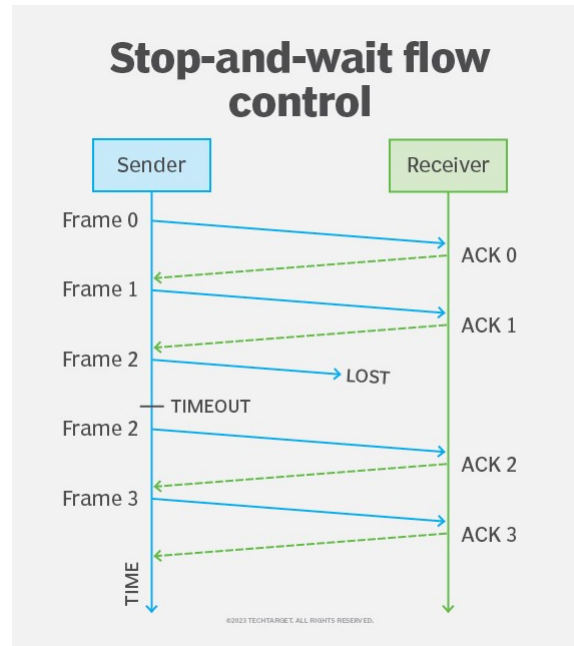 Stop-and-wait flow
control
Sender
Receiver
Frame 0
ACK 0
Frame 1
ACK 1
Frame 2
LOST
TIMEOUT
Frame 2
ACK 2
Frame 3
ACK 3
TIME
©2023 TECHTARGET. ALL RIGHTS RESERVED.